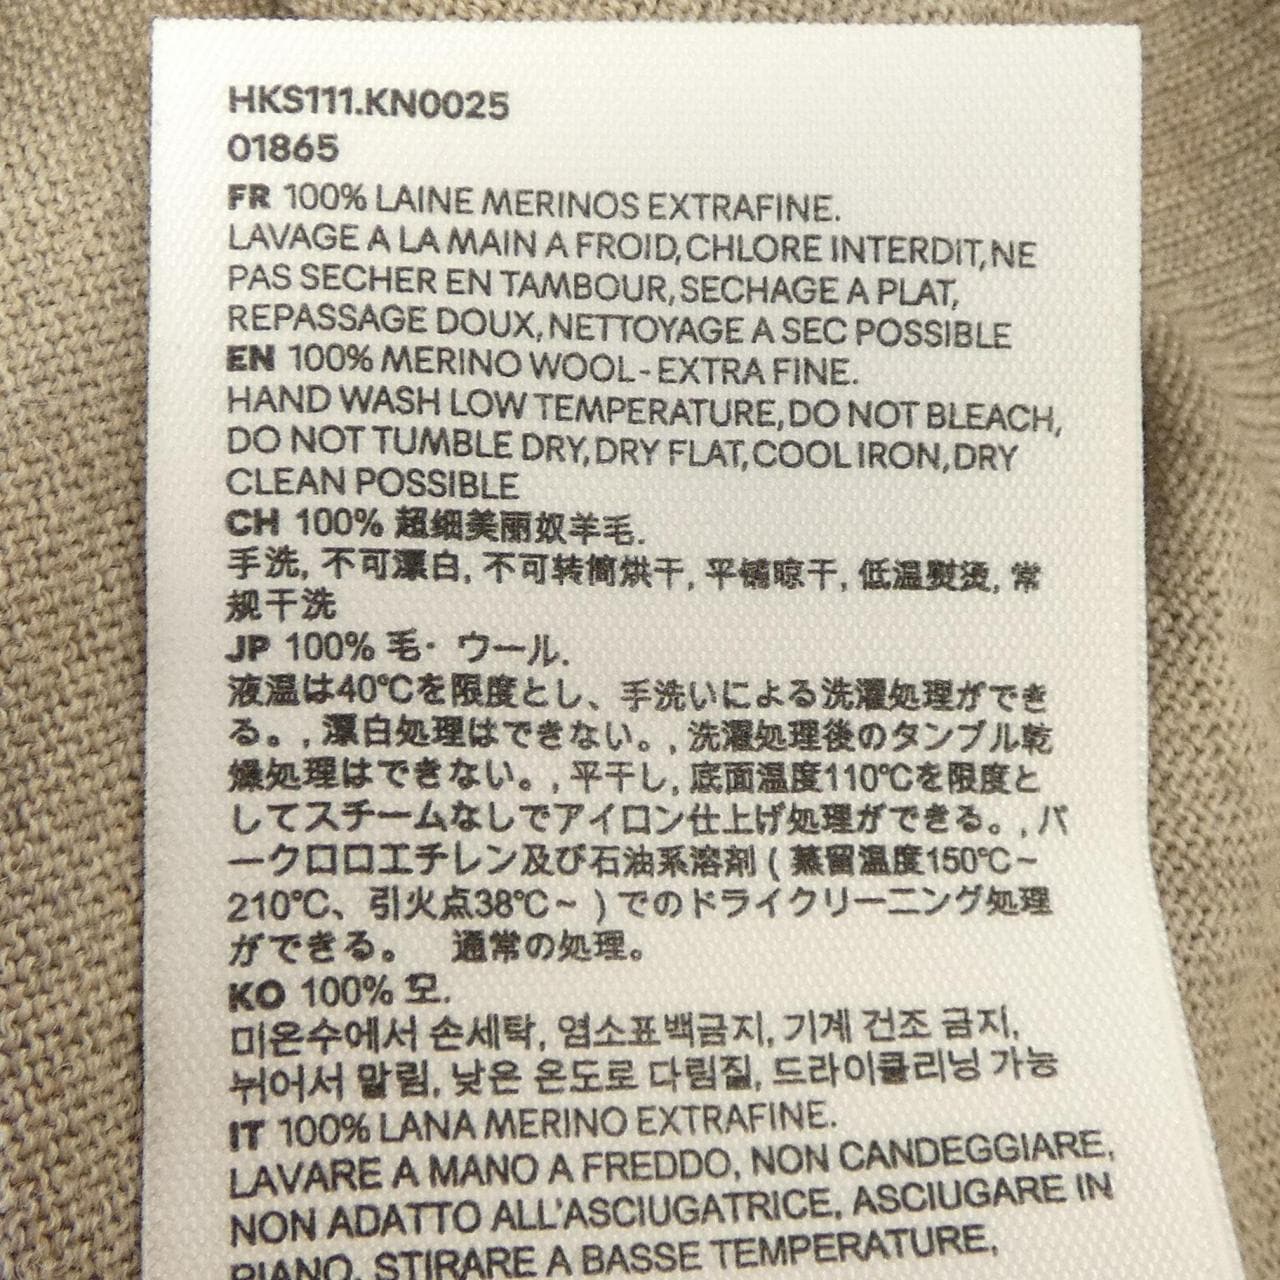 HKS111.KN0025
01865
FR 100% LAINE MERINOS EXTRAFINE.
LAVAGE A LA MAIN A FROID, CHLORE INTERDIT, NE
PAS SECHER EN TAMBOUR, SECHAGE A PLAT,
REPASSAGE DOUX, NETTOYAGE A SEC POSSIBLE
EN 100% MERINO WOOL-EXTRA FINE.
HAND WASH LOW TEMPERATURE, DO NOT BLEACH,
DO NOT TUMBLE DRY, DRY FLAT, COOL IRON, DRY
CLEAN POSSIBLE
CH 100% 超细美丽奴羊毛.
手洗, 不可漂白, 不可转筒烘干, 平铺晾干, 低温熨烫, 常
规干洗
JP 100% 毛・ウール.
液温は40℃を限度とし、手洗いによる洗濯処理ができ
る。, 漂白処理はできない。, 洗濯処理後のタンブル乾
燥処理はできない。, 平干し, 底面温度110℃を限度と
してスチームなしでアイロン仕上げ処理ができる。, パ
ークロロエチレン及び石油系溶剤 ( 蒸留温度150℃~
210℃、引火点38℃~ ) でのドライクリーニング処理
ができる。 通常の処理。
KO 100% 모.
미온수에서 손세탁, 염소표백금지, 기계 건조 금지,
뉘어서 말림, 낮은 온도로 다림질, 드라이클리닝 가능
IT 100% LANA MERINO EXTRAFINE.
LAVARE A MANO A FREDDO, NON CANDEGGIARE,
NON ADATTO ALL'ASCIUGATRICE, ASCIUGARE IN
PIANO, STIRARE A BASSE TEMPERATURE,